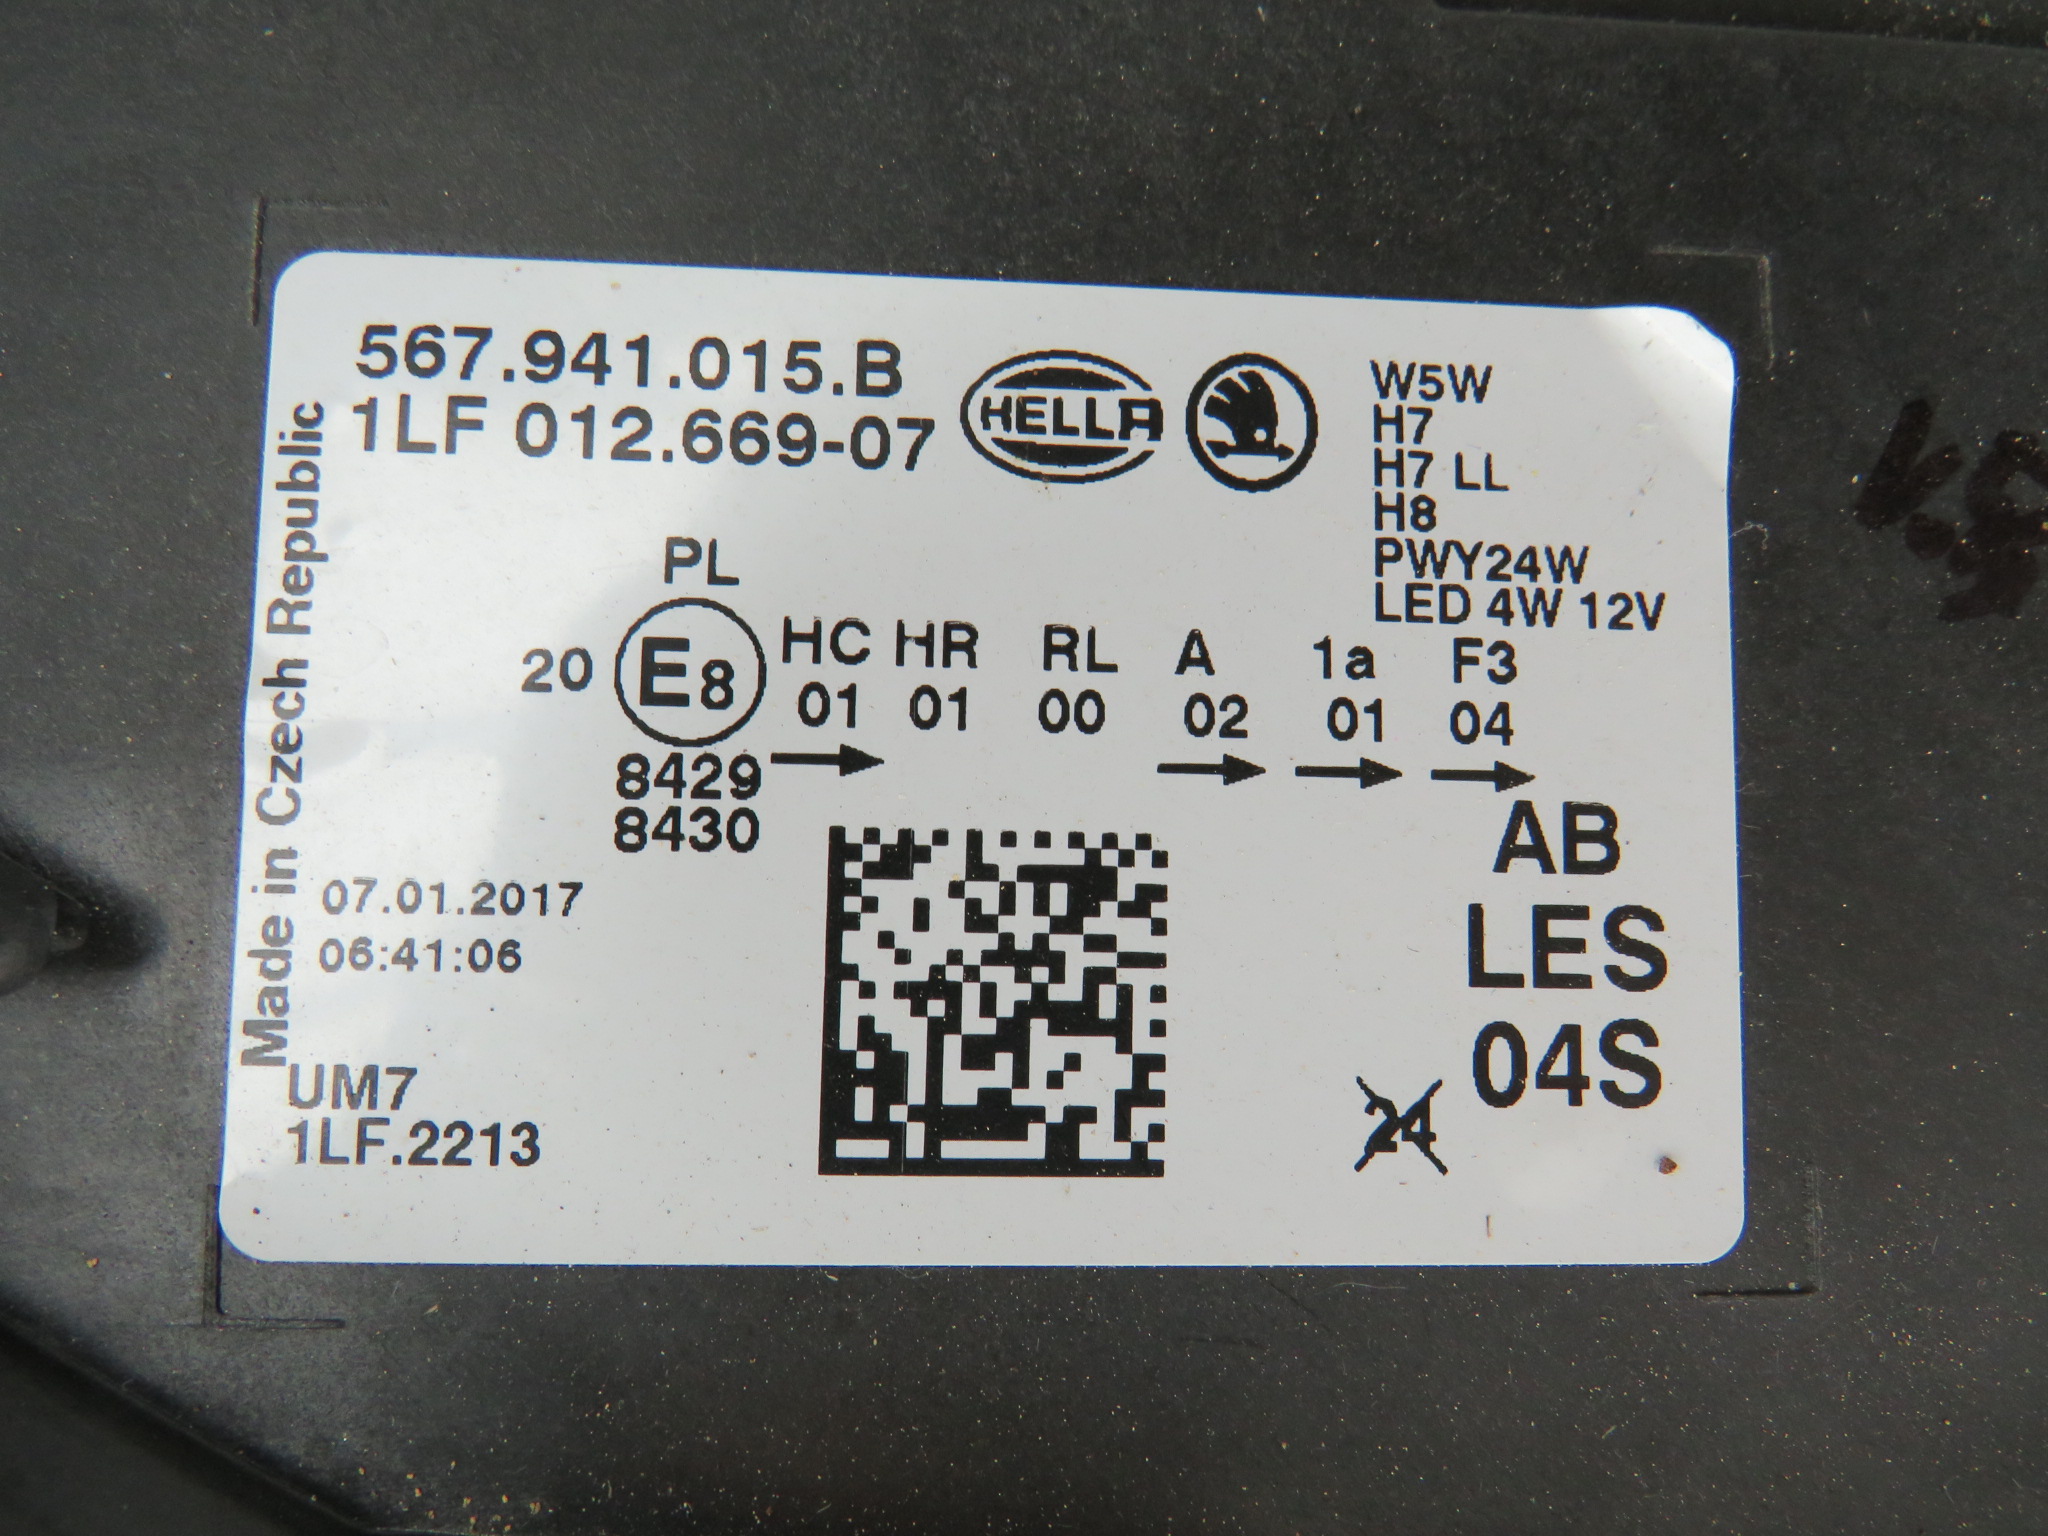 567.941.015.B
1LF 012.669-07
HELLA
W5W
H7
H7 LL
H8
PWY24W
LED 4W 12V
Made in Czech Republic
PL
20 E8 HC HR RL A 1a F3
01 01 00 02 01 04
8429
8430
AB
LES
04S
07.01.2017
06:41:06
UM7
1LF.2213
24